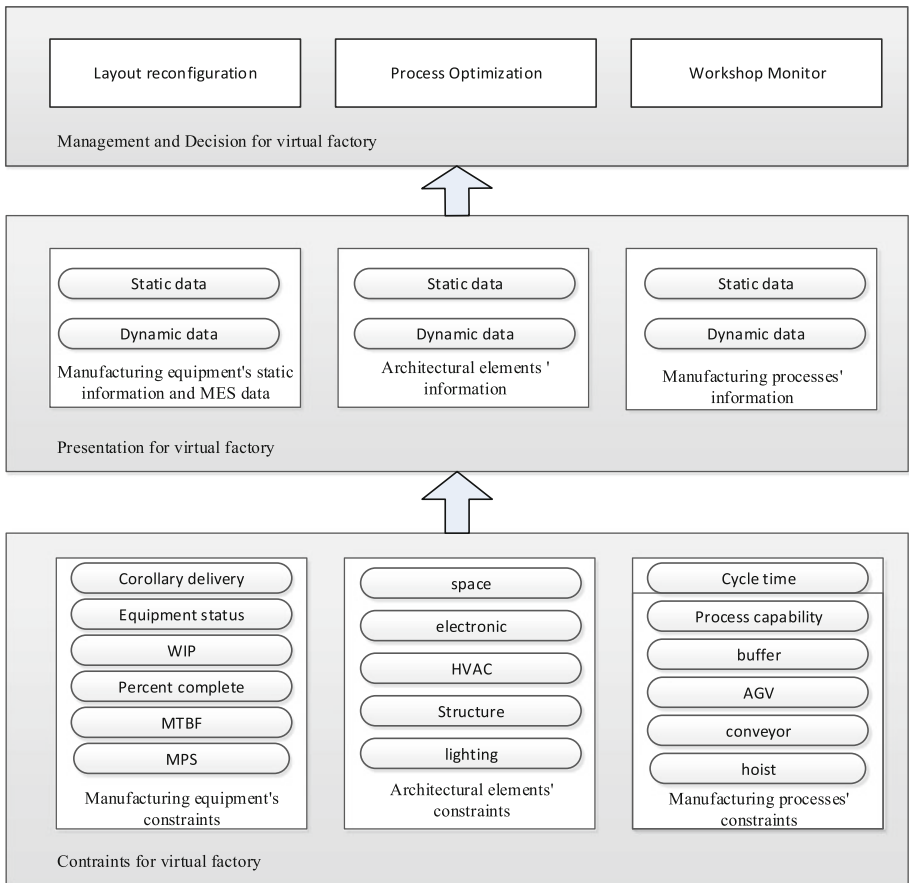 Layout reconfiguration
Process Optimization
Workshop Monitor
Management and Decision for virtual factory
Static data
Dynamic data
Manufacturing equipment's static
information and MES data
Static data
Dynamic data
Architectural elements '
information
Static data
Dynamic data
Manufacturing processes'
information
Presentation for virtual factory
Corollary delivery
Equipment status
WIP
Percent complete
MTBF
MPS
Manufacturing equipment's
constraints
space
electronic
HVAC
Structure
lighting
Architectural elements'
constraints
Cycle time
Process capability
buffer
AGV
conveyor
hoist
Manufacturing processes'
constraints
Contraints for virtual factory